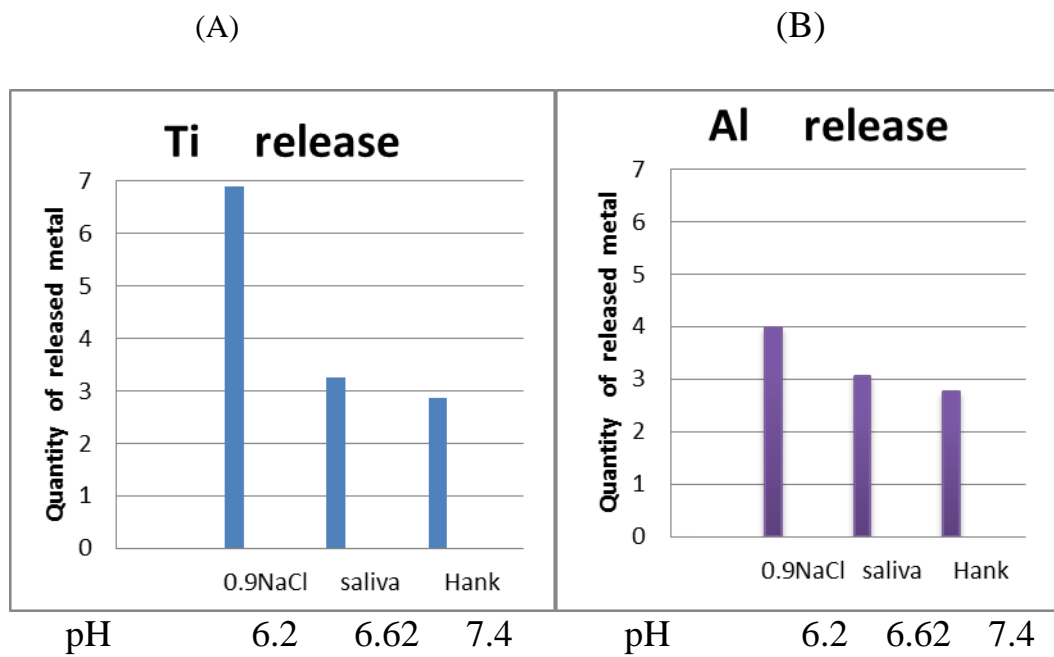 (A)
(B)
Ti release
Quantity of released metal
7
6
5
4
3
2
1
0
0.9NaCl saliva Hank
pH 6.2 6.62 7.4
Al release
Quantity of released metal
7
6
5
4
3
2
1
0
0.9NaCl saliva Hank
pH 6.2 6.62 7.4